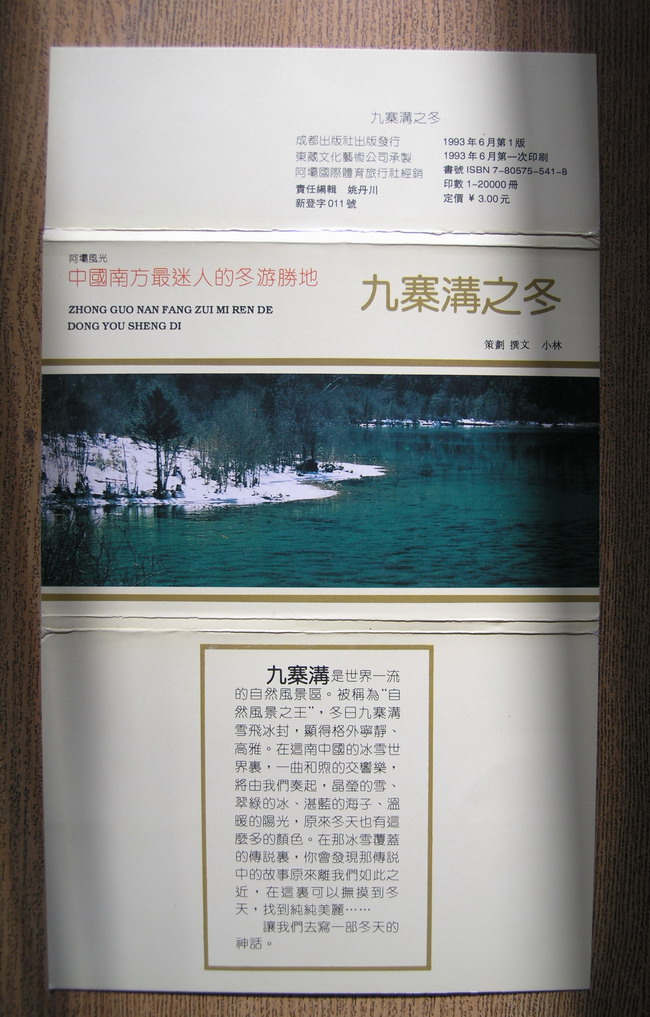 九寨溝之冬
成都出版社出版發行
東藏文化藝術公司承製
阿壩國際體育旅行社經銷
責任編輯 姚丹川
新登字011號
1993年6月第1版
1993年6月第一次印刷
書號ISBN 7-80575-541-8
印數 1-20000冊
定價 ¥ 3.00元
阿壩風光
中國南方最迷人的冬游勝地
ZHONG GUO NAN FANG ZUI MI REN DE
DONG YOU SHENG DI
九寨溝之冬
策劃 撰文 小林
九寨溝是世界一流
的自然風景區。被稱為“自
然風景之王”，冬日九寨溝
雪飛冰封，顯得格外寧靜、
高雅。在這南中國的冰雪世
界裏，一曲和煦的交響樂，
將由我們奏起，晶瑩的雪、
翠綠的冰、湛藍的海子、溫
暖的陽光，原來冬天也有這
麼多的顏色。在那冰雪覆蓋
的傳説裏，你會發現那傳説
中的故事原來離我們如此之
近，在這裏可以撫摸到冬
天，找到純純美麗……
讓我們去寫一部冬天的
神話。